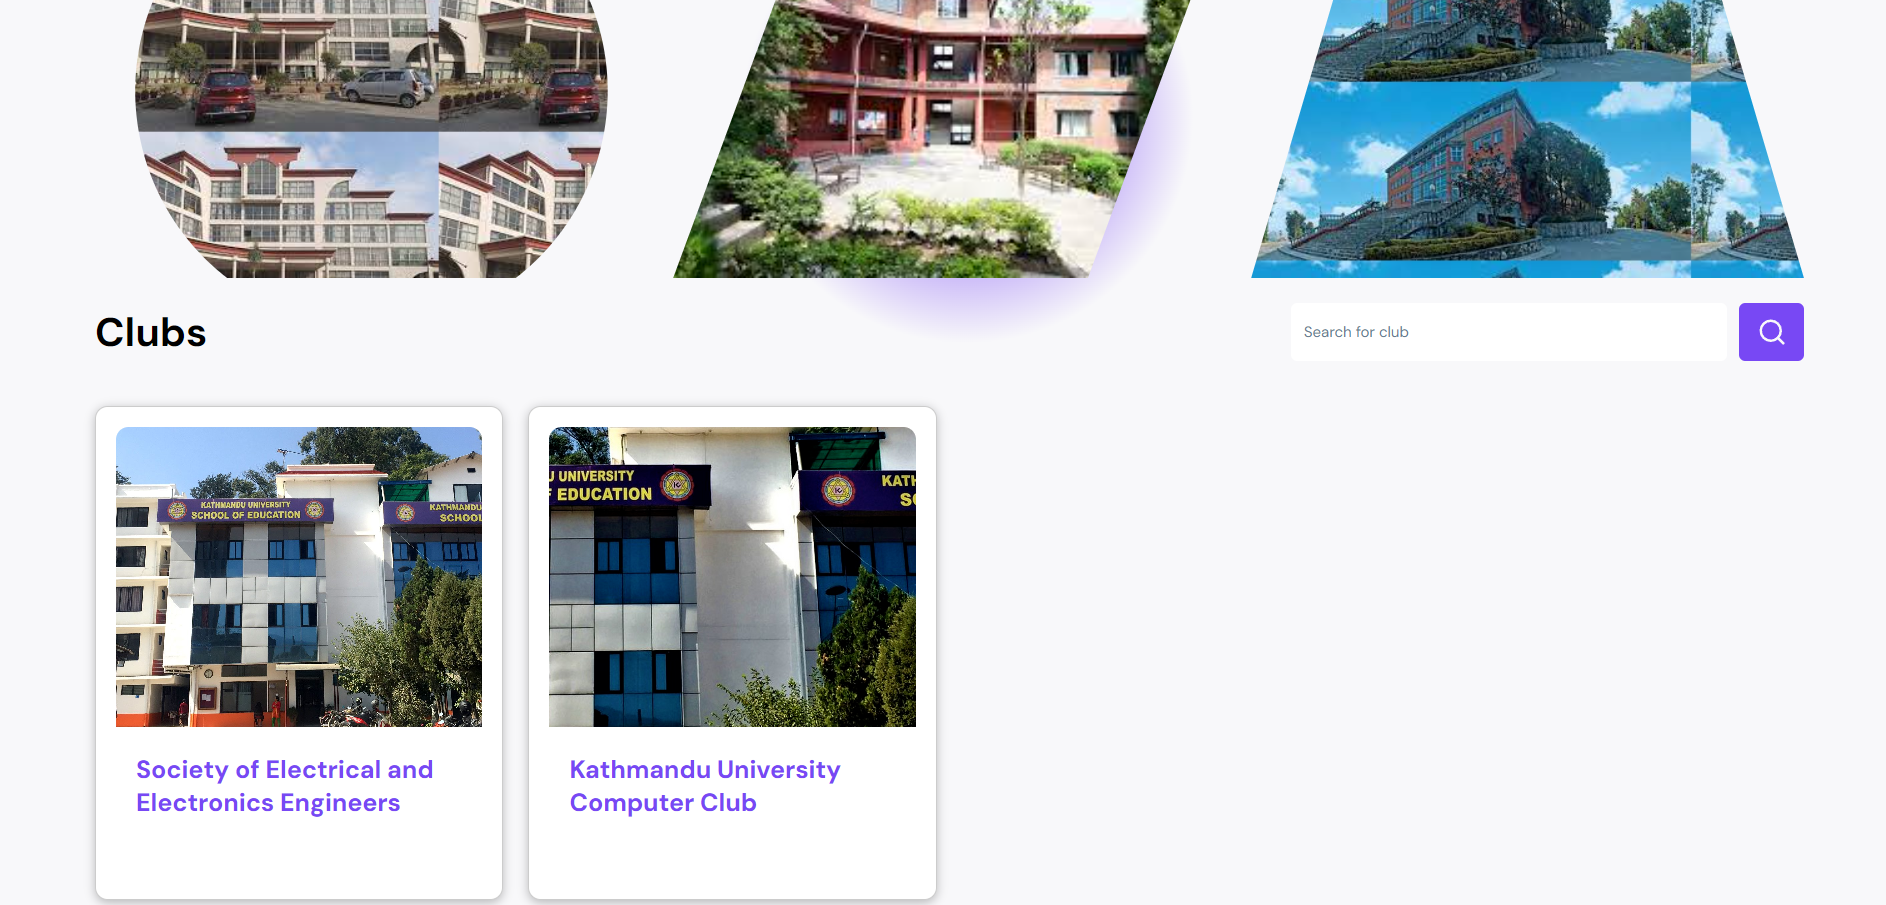 Clubs
Search for club
KATHMANDU UNIVERSITY
SCHOOL OF EDUCATION
KATHMANDU
SCHOOL
U UNIVERSITY
EDUCATION
KATH
SC
Society of Electrical and
Electronics Engineers
Kathmandu University
Computer Club